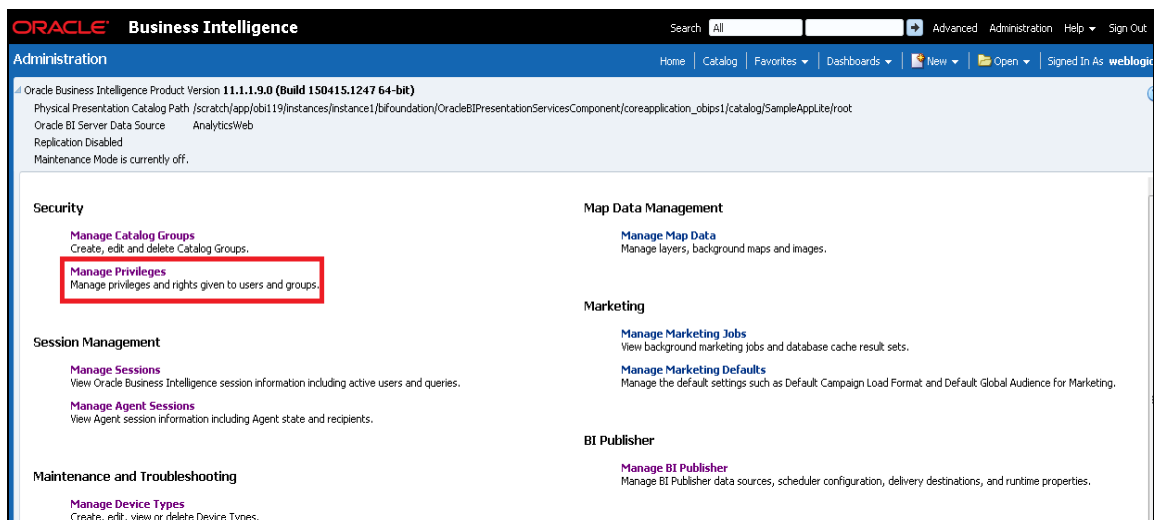 ORACLE Business Intelligence
Search All Advanced Administration Help Sign Out
Administration
Home Catalog Favorites Dashboards New Open Signed In As weblogic
Oracle Business Intelligence Product Version 11.1.1.9.0 (Build 150415.1247 64-bit)
Physical Presentation Catalog Path /scratch/app/obi119/instances/instance1/bifoundation/OracleBIPresentationServicesComponent/coreapplication_obips1/catalog/SampleAppLite/root
Oracle BI Server Data Source AnalyticsWeb
Replication Disabled
Maintenance Mode is currently off.
Security
Manage Catalog Groups
Create, edit and delete Catalog Groups.
Manage Privileges
Manage privileges and rights given to users and groups.
Session Management
Manage Sessions
View Oracle Business Intelligence session information including active users and queries.
Manage Agent Sessions
View Agent session information including Agent state and recipients.
Maintenance and Troubleshooting
Manage Device Types
Create, edit, view or delete Device Types.
Map Data Management
Manage Map Data
Manage layers, background maps and images.
Marketing
Manage Marketing Jobs
View background marketing jobs and database cache result sets.
Manage Marketing Defaults
Manage the default settings such as Default Campaign Load Format and Default Global Audience for Marketing.
BI Publisher
Manage BI Publisher
Manage BI Publisher data sources, scheduler configuration, delivery destinations, and runtime properties.